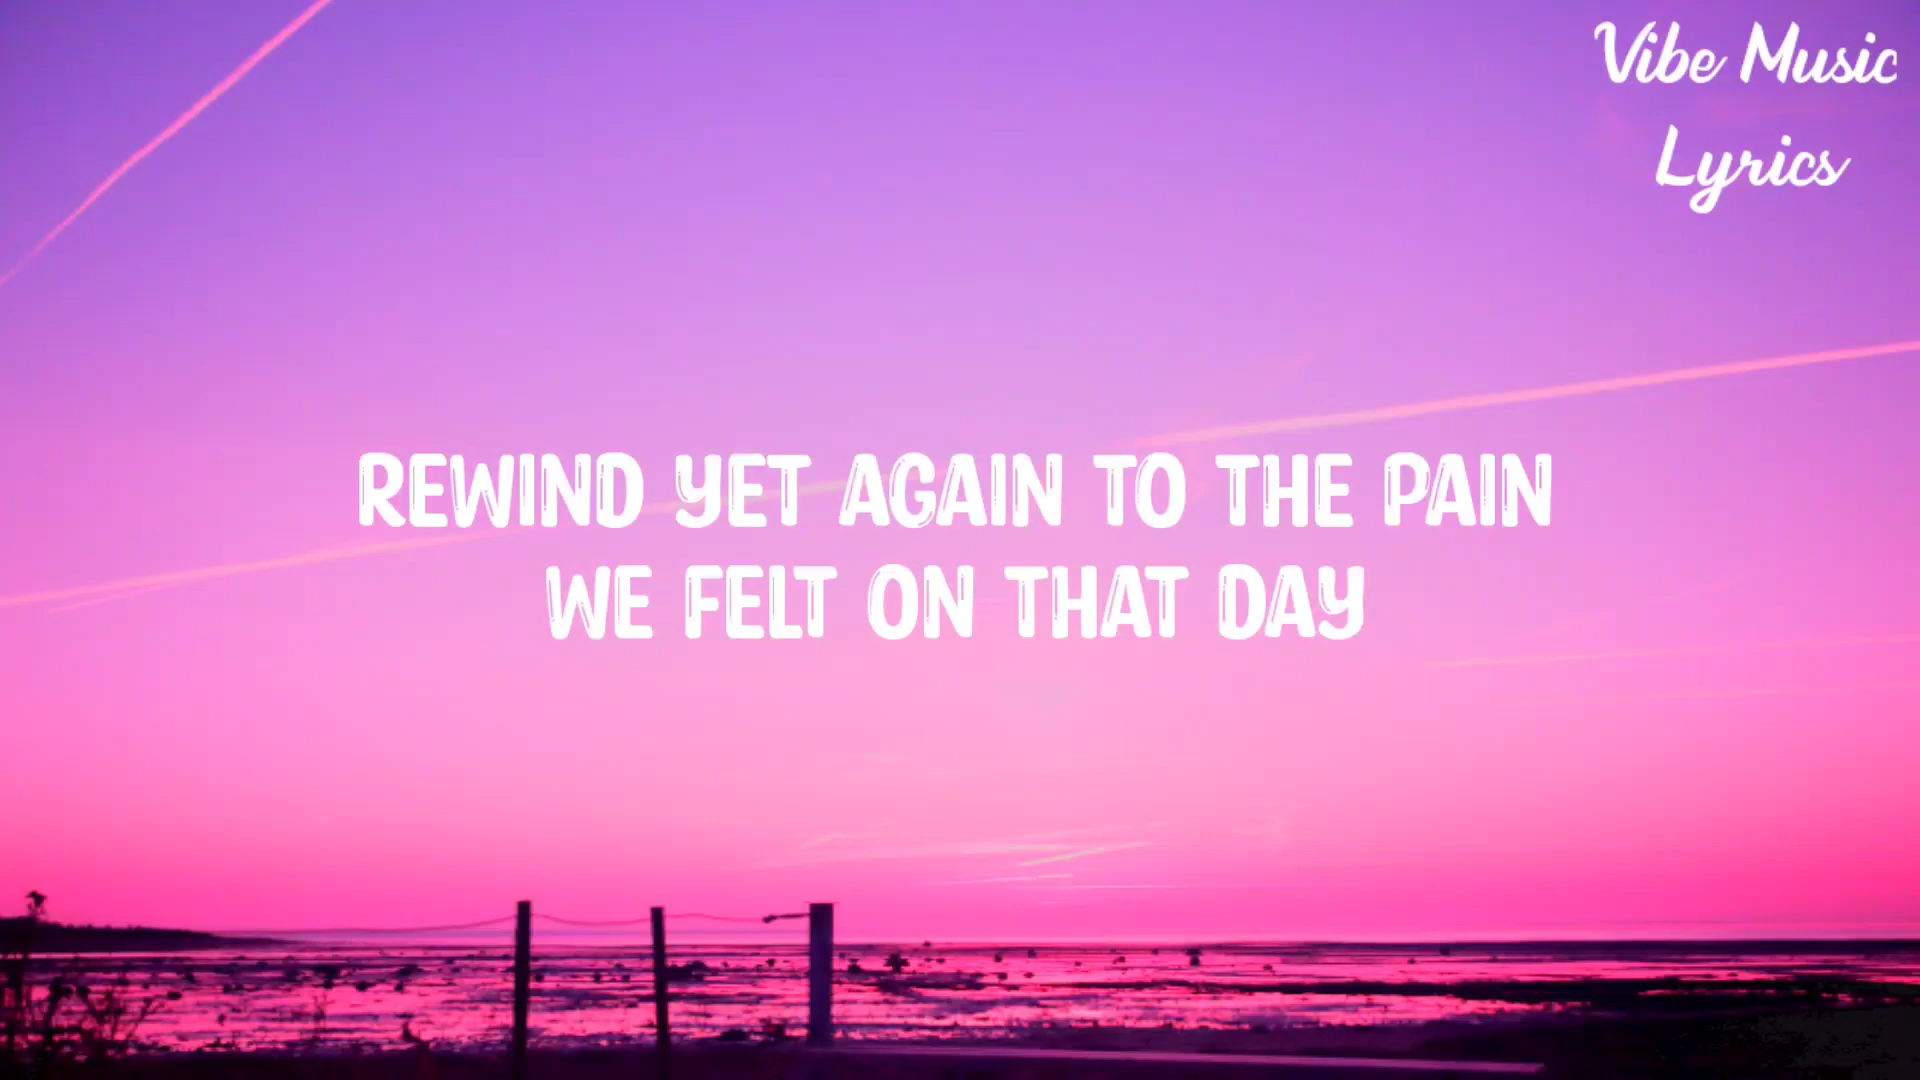 Vibe Music
Lyrics
REWIND YET AGAIN TO THE PAIN
WE FELT ON THAT DAY